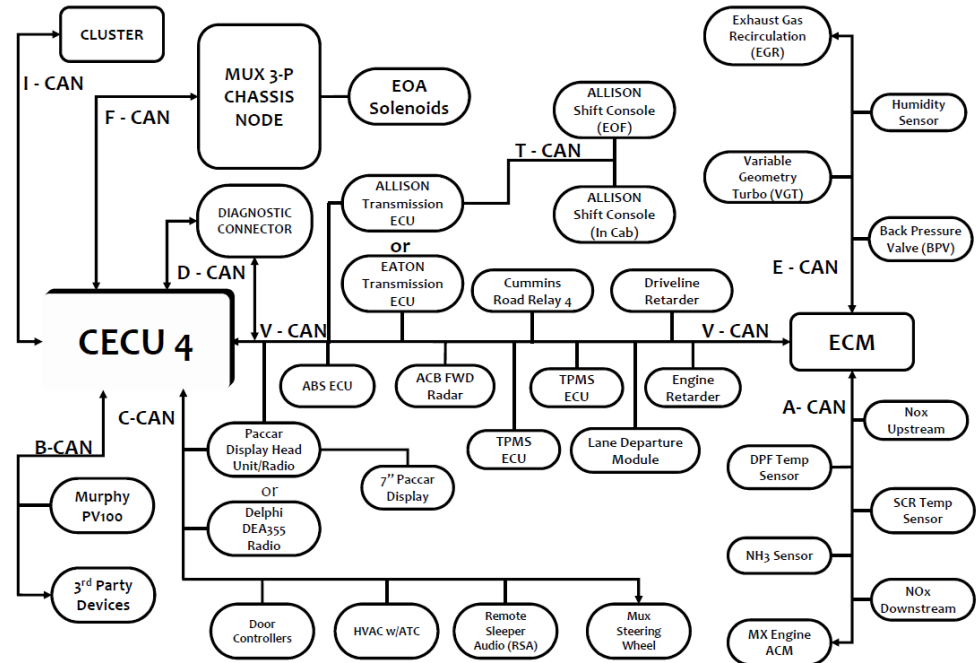 CLUSTER
I - CAN
F - CAN
MUX 3-P
CHASSIS
NODE
EOA
Solenoids
DIAGNOSTIC
CONNECTOR
D - CAN
ALLISON
Transmission
ECU
or
EATON
Transmission
ECU
T - CAN
ALLISON
Shift Console
(EOF)
ALLISON
Shift Console
(In Cab)
Exhaust Gas
Recirculation
(EGR)
Humidity
Sensor
Variable
Geometry
Turbo (VGT)
Back Pressure
Valve (BPV)
E - CAN
CECU 4
V - CAN
Cummins
Road Relay 4
Driveline
Retarder
V - CAN
ECM
ABS ECU
ACB FWD
Radar
TPMS
ECU
TPMS
ECU
Lane Departure
Module
Engine
Retarder
A- CAN
Nox
Upstream
DPF Temp
Sensor
SCR Temp
Sensor
NH3 Sensor
NOx
Downstream
MX Engine
ACM
B-CAN
C-CAN
Murphy
PV100
3rd Party
Devices
Paccar
Display Head
Unit/Radio
or
Delphi
DEA355
Radio
7” Paccar
Display
Door
Controllers
HVAC w/ATC
Remote
Sleeper
Audio (RSA)
Mux
Steering
Wheel